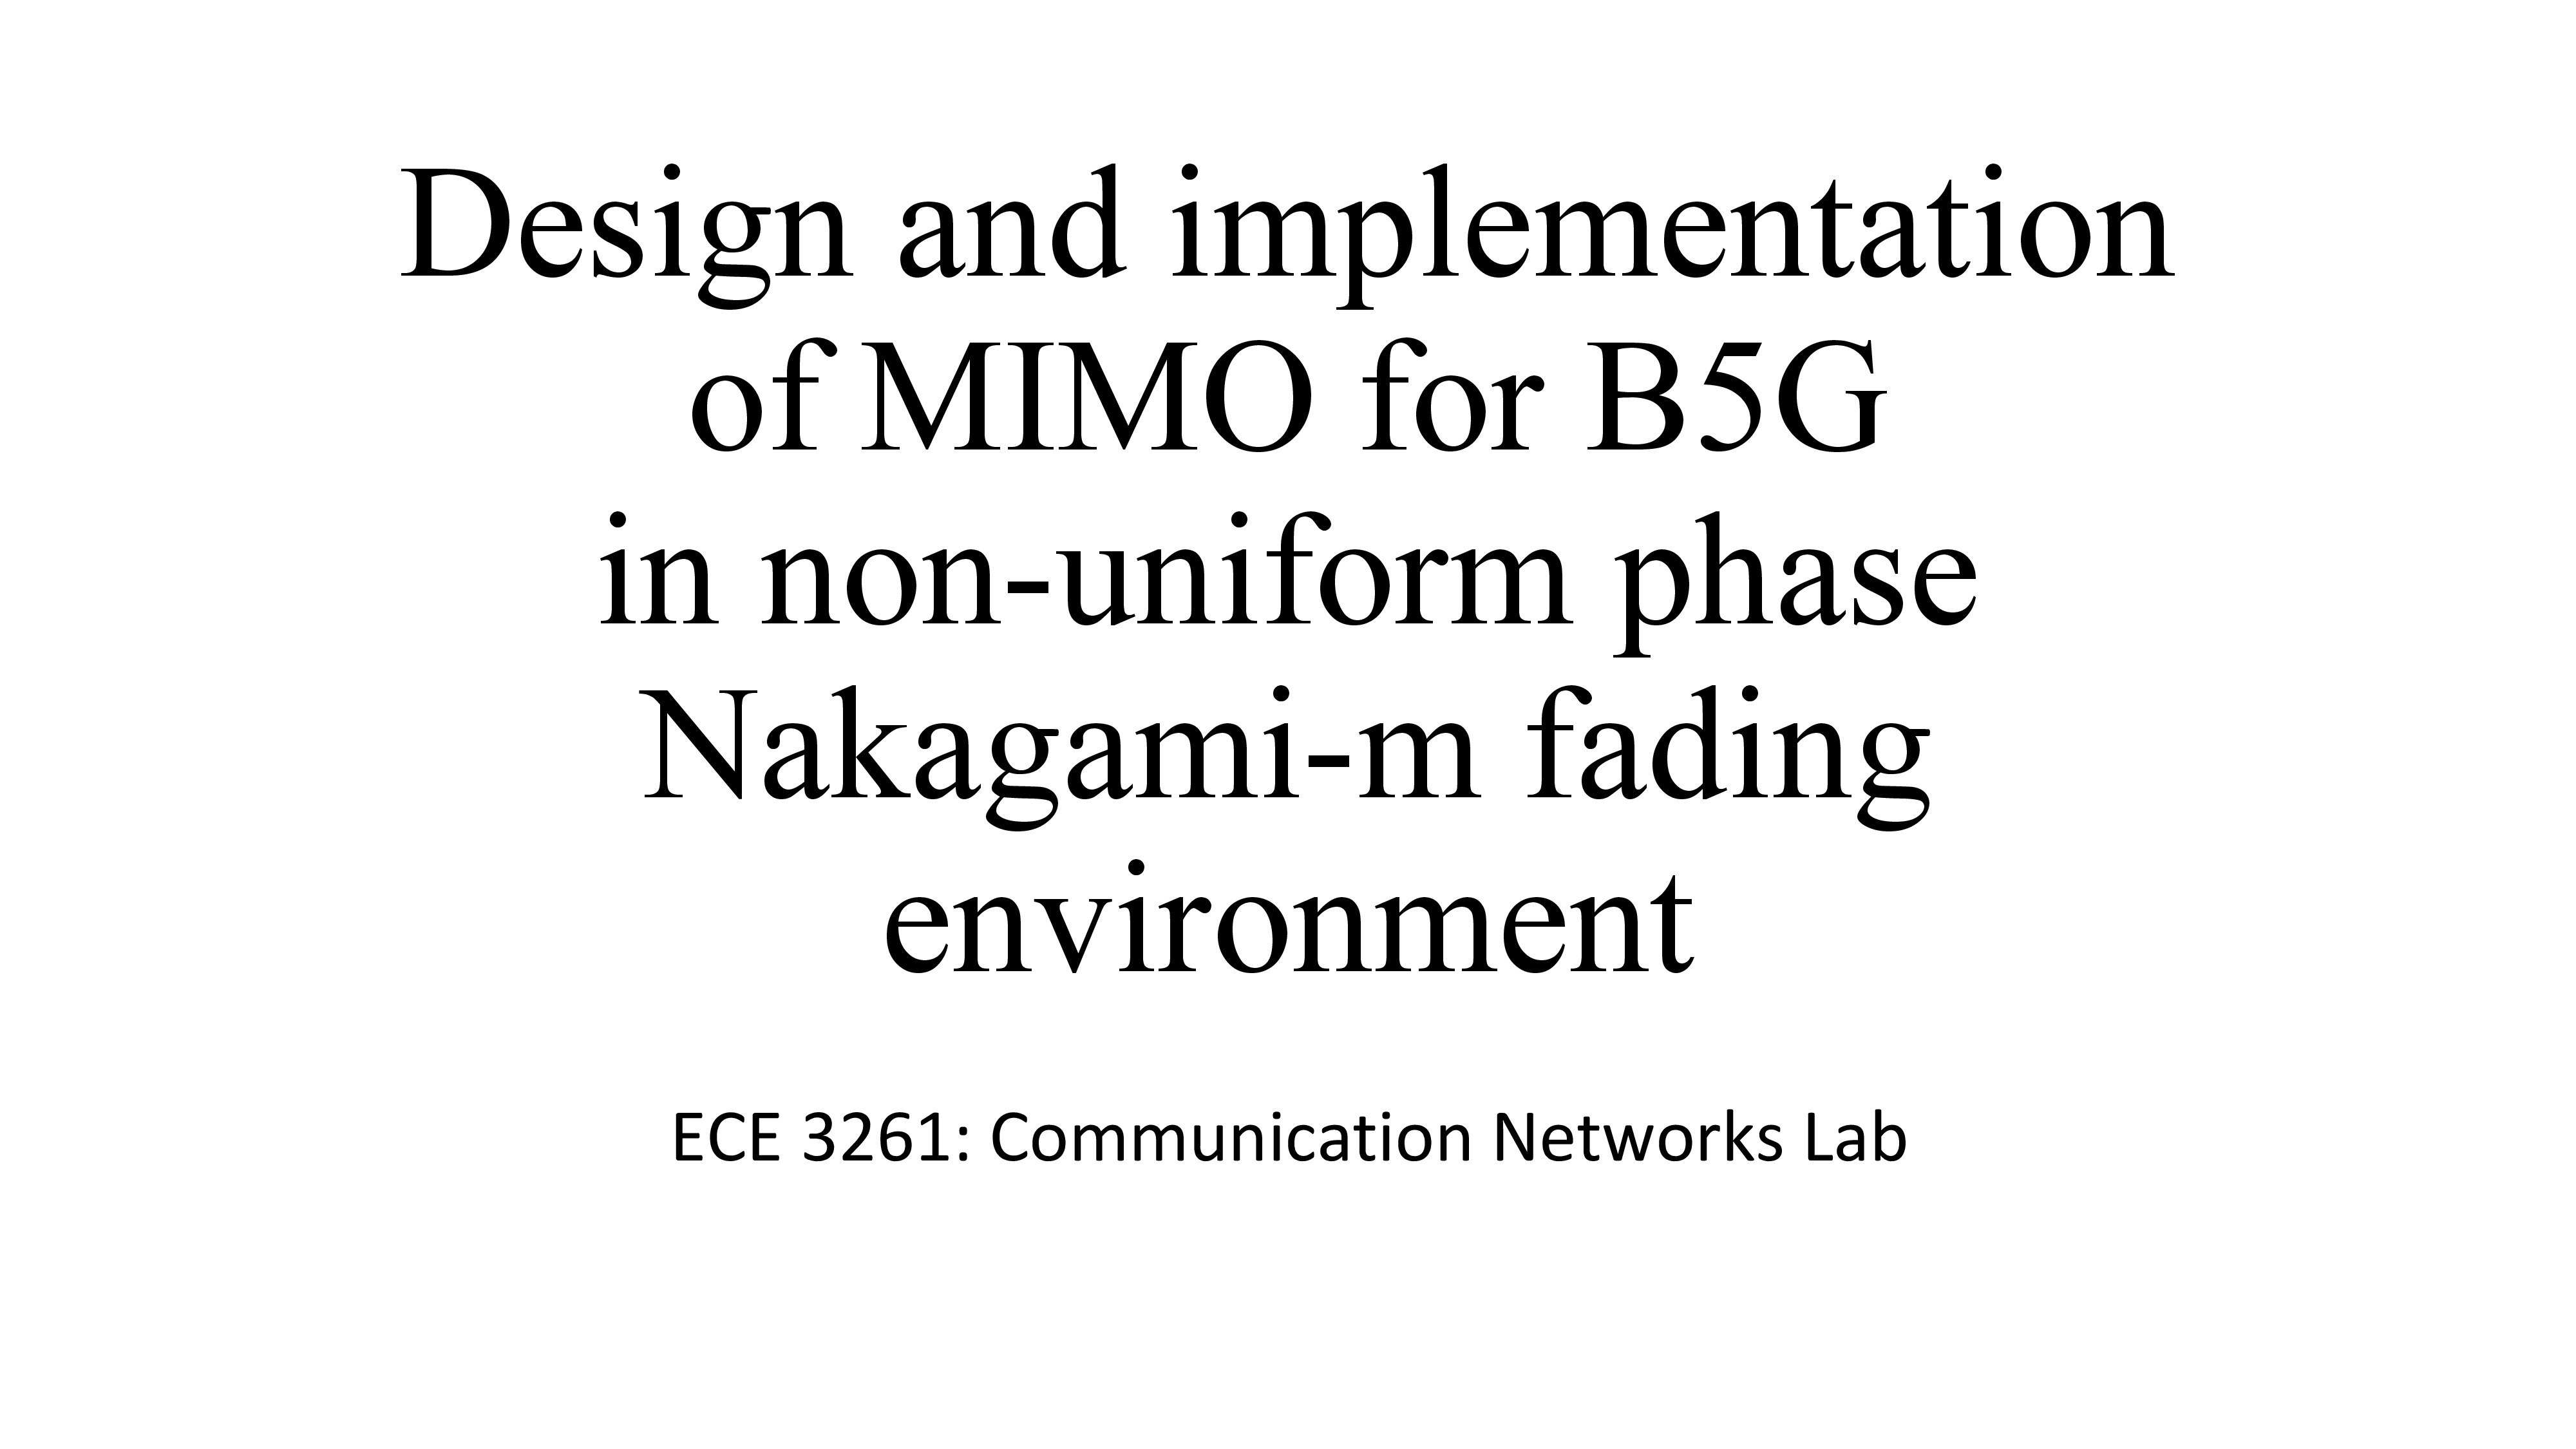 Design and implementation
of MIMO for B5G
in non-uniform phase
Nakagami-m fading
environment
ECE 3261: Communication Networks Lab